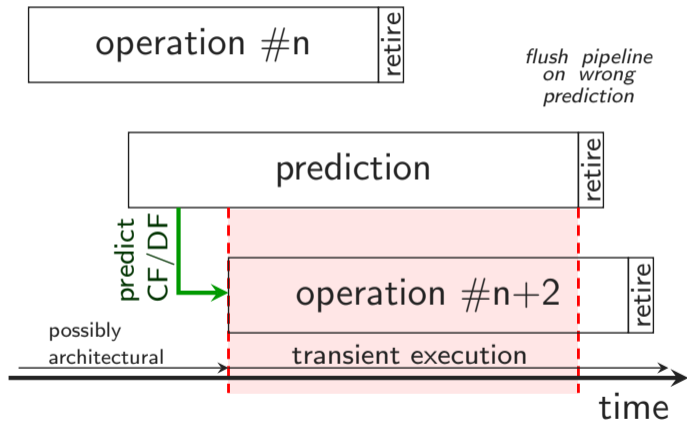 operation #n
retire
flush pipeline
on wrong
prediction
prediction
retire
predict
CF/DF
operation #n+2
retire
possibly
architectural
transient execution
time